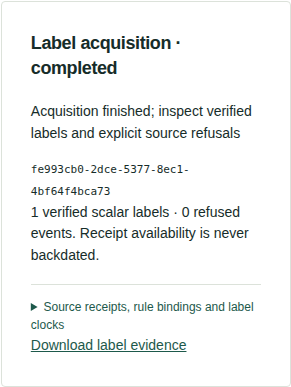 Label acquisition ·
completed
Acquisition finished; inspect verified
labels and explicit source refusals
fe993cb0-2dce-5377-8ec1-
4bf64f4bca73
1 verified scalar labels · 0 refused
events. Receipt availability is never
backdated.
▶ Source receipts, rule bindings and label
clocks
Download label evidence